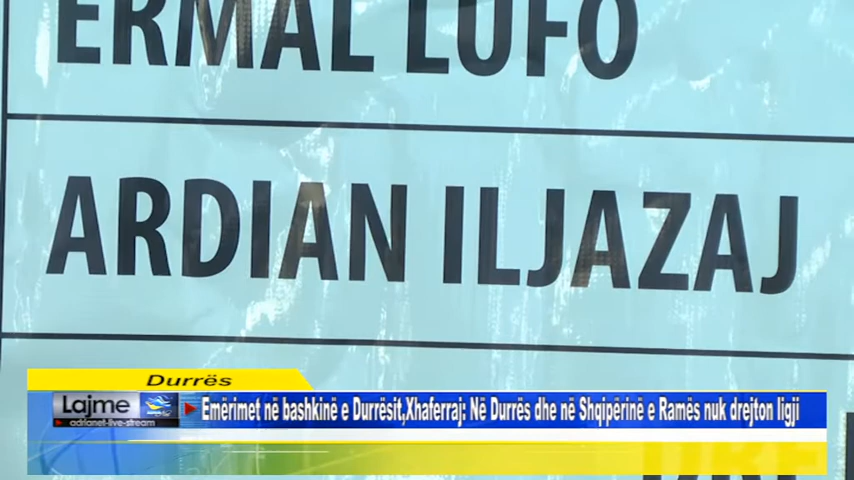 ERMAL LUFO
ARDIAN ILJAZAJ
Durrës
Lajme
Emërimet në bashkinë e Durrësit,Xhaferraj: Në Durrës dhe në Shqipërinë e Ramës nuk drejton ligji
adrianet-live-stream